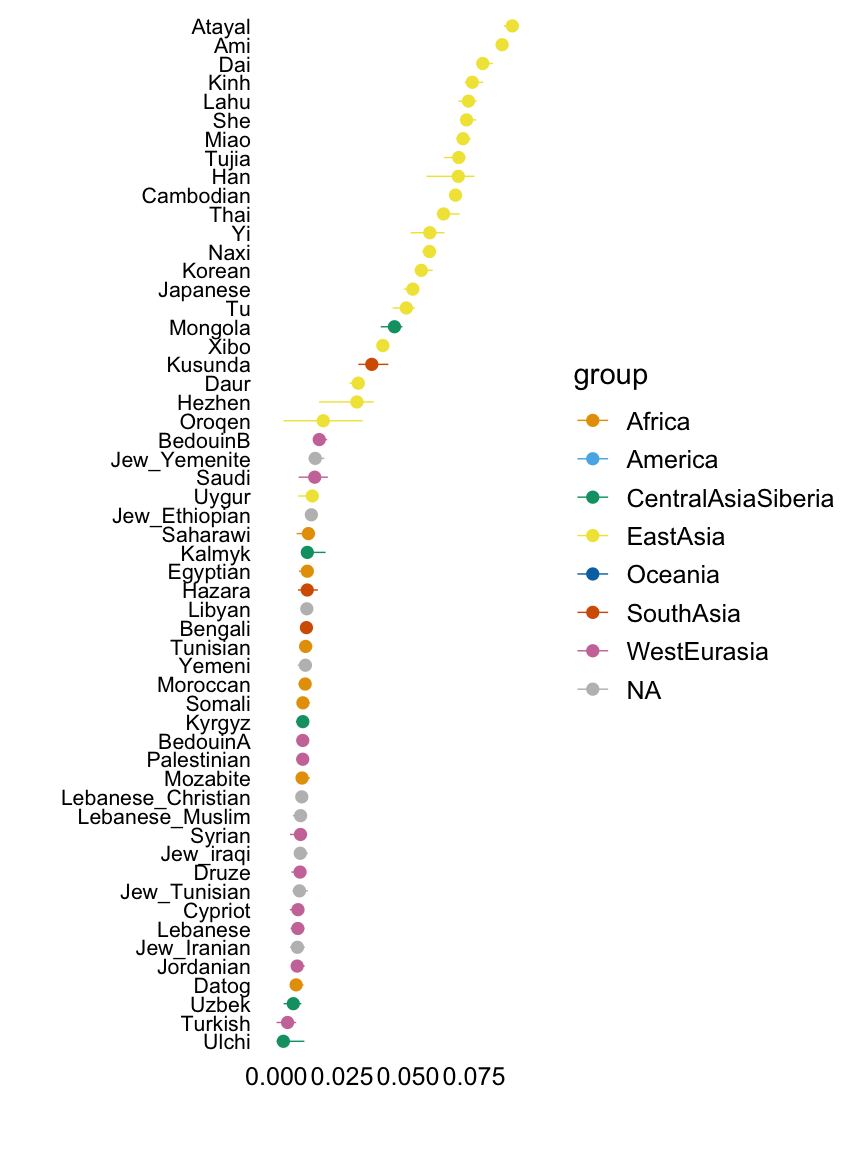 Atayal
Ami
Dai
Kinh
Lahu
She
Miao
Tujia
Han
Cambodian
Thai
Yi
Naxi
Korean
Japanese
Tu
Mongola
Xibo
Kusunda
Daur
Hezhen
Oroqen
BedouinB
Jew_Yemenite
Saudi
Uygur
Jew_Ethiopian
Saharawi
Kalmyk
Egyptian
Hazara
Libyan
Bengali
Tunisian
Yemeni
Moroccan
Somali
Kyrgyz
BedouinA
Palestinian
Mozabite
Lebanese_Christian
Lebanese_Muslim
Syrian
Jew_iraqi
Druze
Jew_Tunisian
Cypriot
Lebanese
Jew_Iranian
Jordanian
Datog
Uzbek
Turkish
Ulchi
0.000 0.025 0.050 0.075
group
Africa
America
CentralAsiaSiberia
EastAsia
Oceania
SouthAsia
WestEurasia
NA